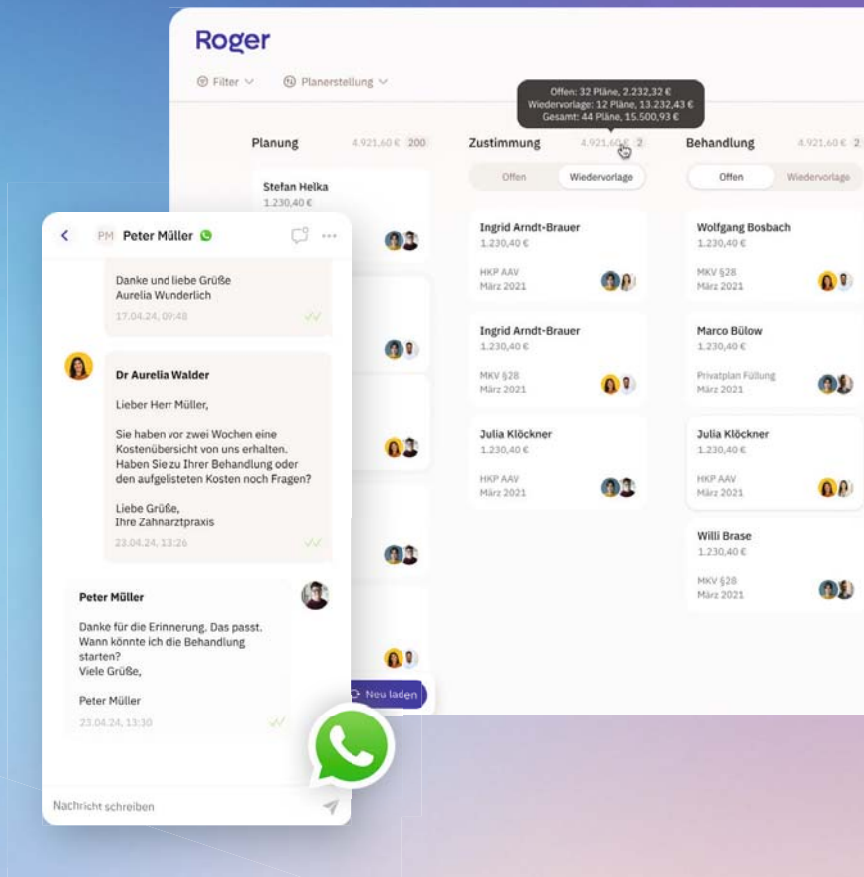 Roger
Filter
Planerstellung
Offen: 32 Pläne, 2.232,32 €
Wiedervorlage: 12 Pläne, 13.232,43 €
Gesamt: 44 Pläne, 15.500,93 €
Planung 4.921,60 € 200
Stefan Helka
1.230,40 €
Neu laden
Zustimmung 4.921,60 € 2
Offen Wiedervorlage
Ingrid Arndt-Brauer
1.230,40 €
HKP AAV
März 2021
Ingrid Arndt-Brauer
1.230,40 €
MKV §28
März 2021
Julia Klöckner
1.230,40 €
HKP AAV
März 2021
Behandlung 4.921,60 € 2
Offen Wiedervorlage
Wolfgang Bosbach
1.230,40 €
MKV §28
März 2021
Marco Bülow
1.230,40 €
Privatplan Füllung
März 2021
Julia Klöckner
1.230,40 €
HKP AAV
März 2021
Willi Brase
1.230,40 €
MKV §28
März 2021
PM Peter Müller
Danke und liebe Grüße
Aurelia Wunderlich
17.04.24, 09:48
Dr Aurelia Walder
Lieber Herr Müller,
Sie haben vor zwei Wochen eine
Kostenübersicht von uns erhalten.
Haben Sie zu Ihrer Behandlung oder
den aufgelisteten Kosten noch Fragen?
Liebe Grüße,
Ihre Zahnarztpraxis
23.04.24, 13:26
Peter Müller
Danke für die Erinnerung. Das passt.
Wann könnte ich die Behandlung
starten?
Viele Grüße,
Peter Müller
23.04.24, 13:30
Nachricht schreiben